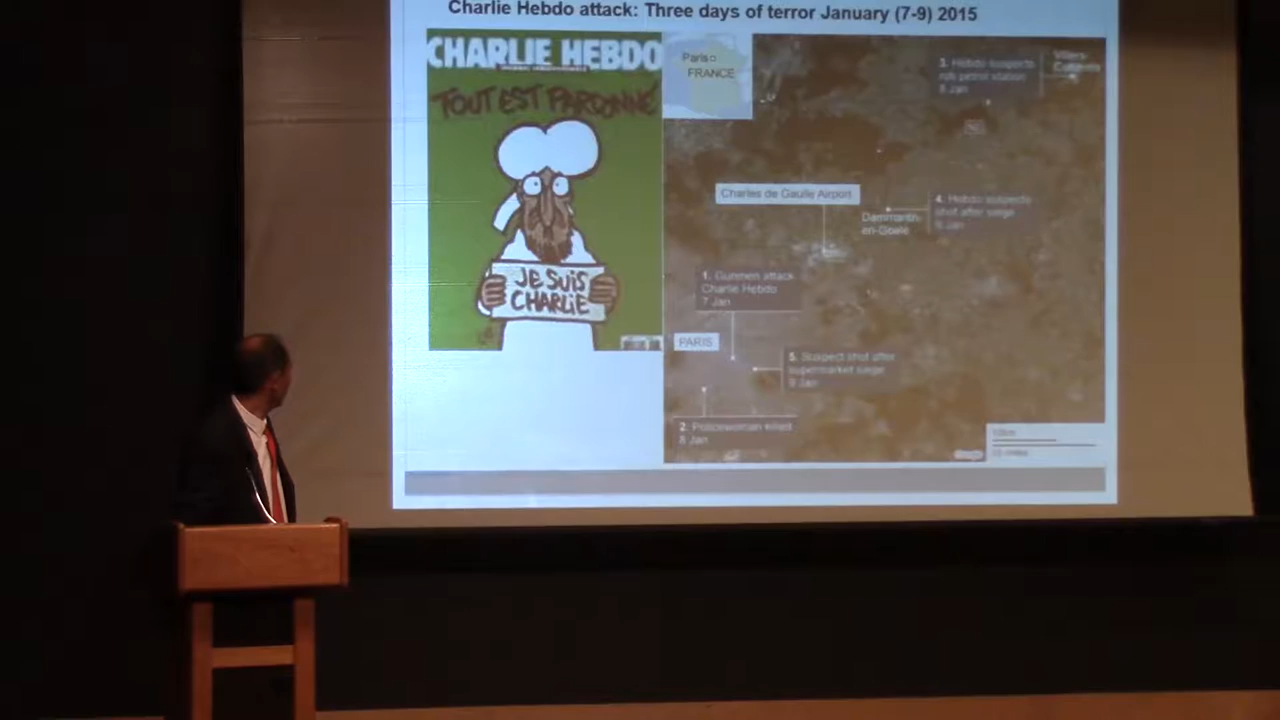 Charlie Hebdo attack: Three days of terror January (7-9) 2015
CHARLIE HEBDO
TOUT EST PARDONNÉ
JE SUIS
CHARLIE
Paris
FRANCE
3. Hebdo suspects
rob petrol station
8 Jan
Villers-
Charles de Gaulle Airport
Dammartin-
en-Goële
4. Hebdo suspects
shot after siege
9 Jan
1. Gunmen attack
Charlie Hebdo
7 Jan
PARIS
5. Suspect shot after
supermarket siege
9 Jan
2. Policewoman killed
8 Jan